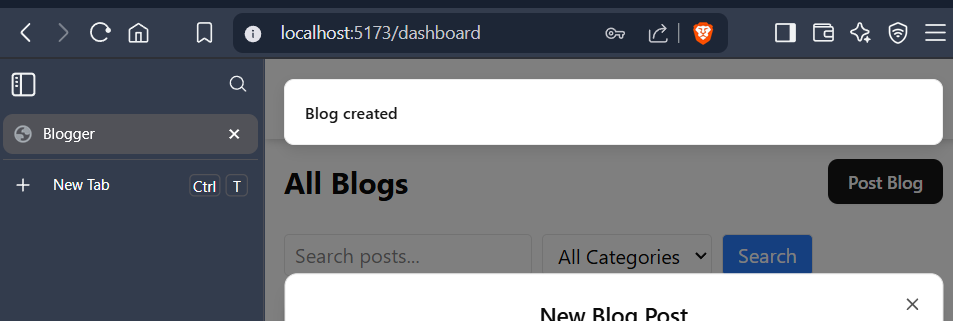 localhost:5173/dashboard
Blogger
New Tab Ctrl T
Blog created
All Blogs
Post Blog
Search posts...
All Categories
Search
New Blog Post